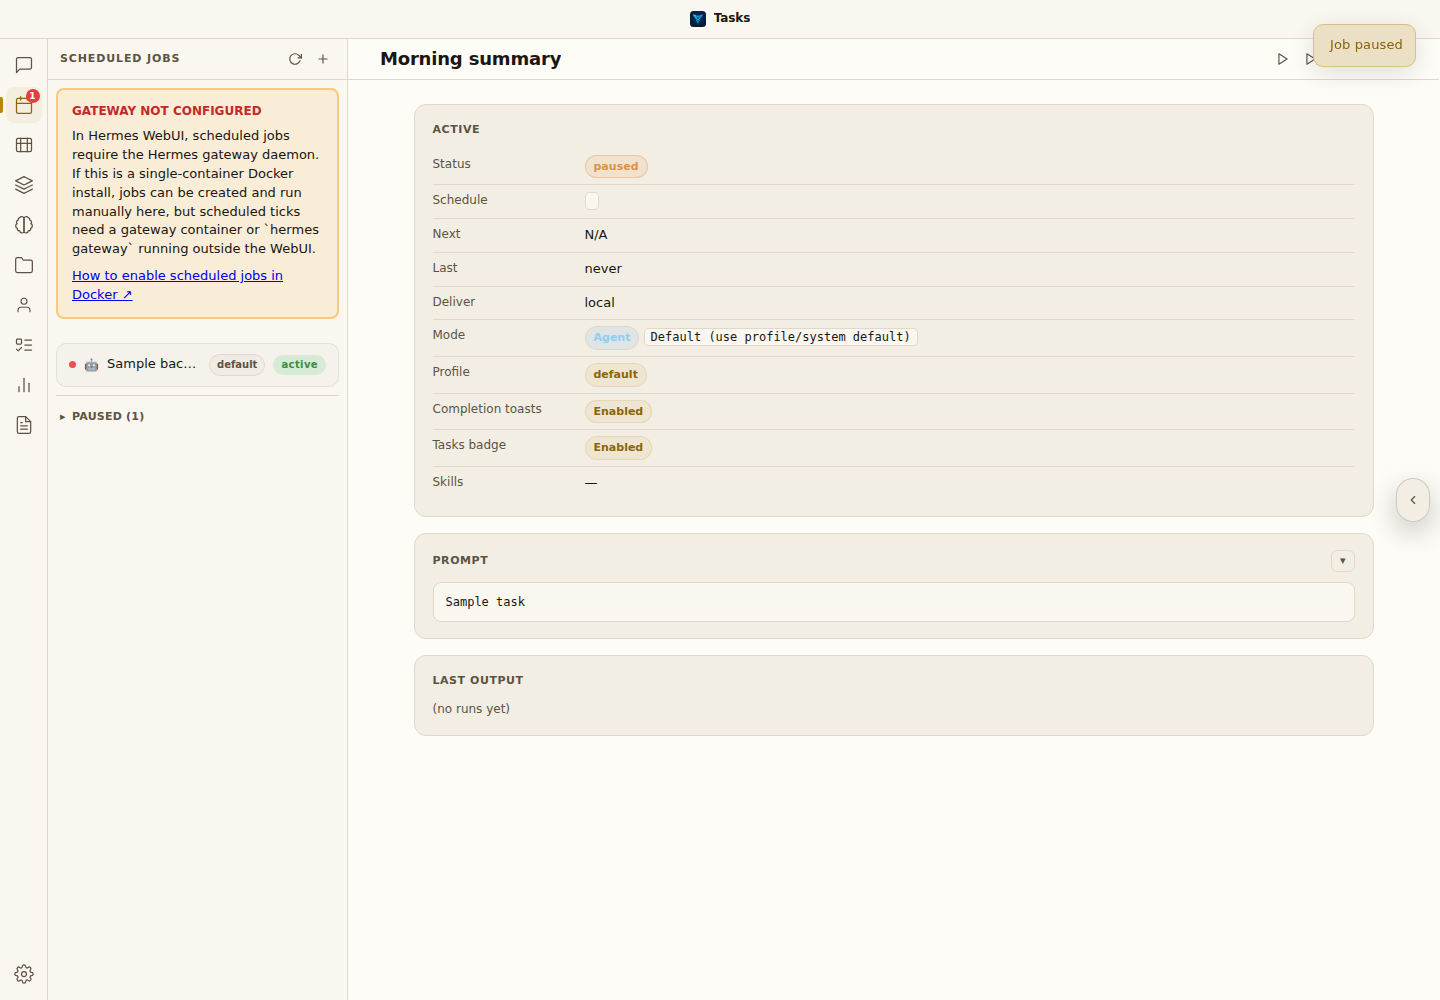 Tasks
SCHEDULED JOBS
Morning summary
Job paused
1
GATEWAY NOT CONFIGURED
In Hermes WebUI, scheduled jobs
require the Hermes gateway daemon.
If this is a single-container Docker
install, jobs can be created and run
manually here, but scheduled ticks
need a gateway container or `hermes
gateway` running outside the WebUI.
How to enable scheduled jobs in
Docker ↗
Sample bac... default active
▸ PAUSED (1)
ACTIVE
Status paused
Schedule
Next N/A
Last never
Deliver local
Mode Agent Default (use profile/system default)
Profile default
Completion toasts Enabled
Tasks badge Enabled
Skills —
PROMPT
Sample task
LAST OUTPUT
(no runs yet)